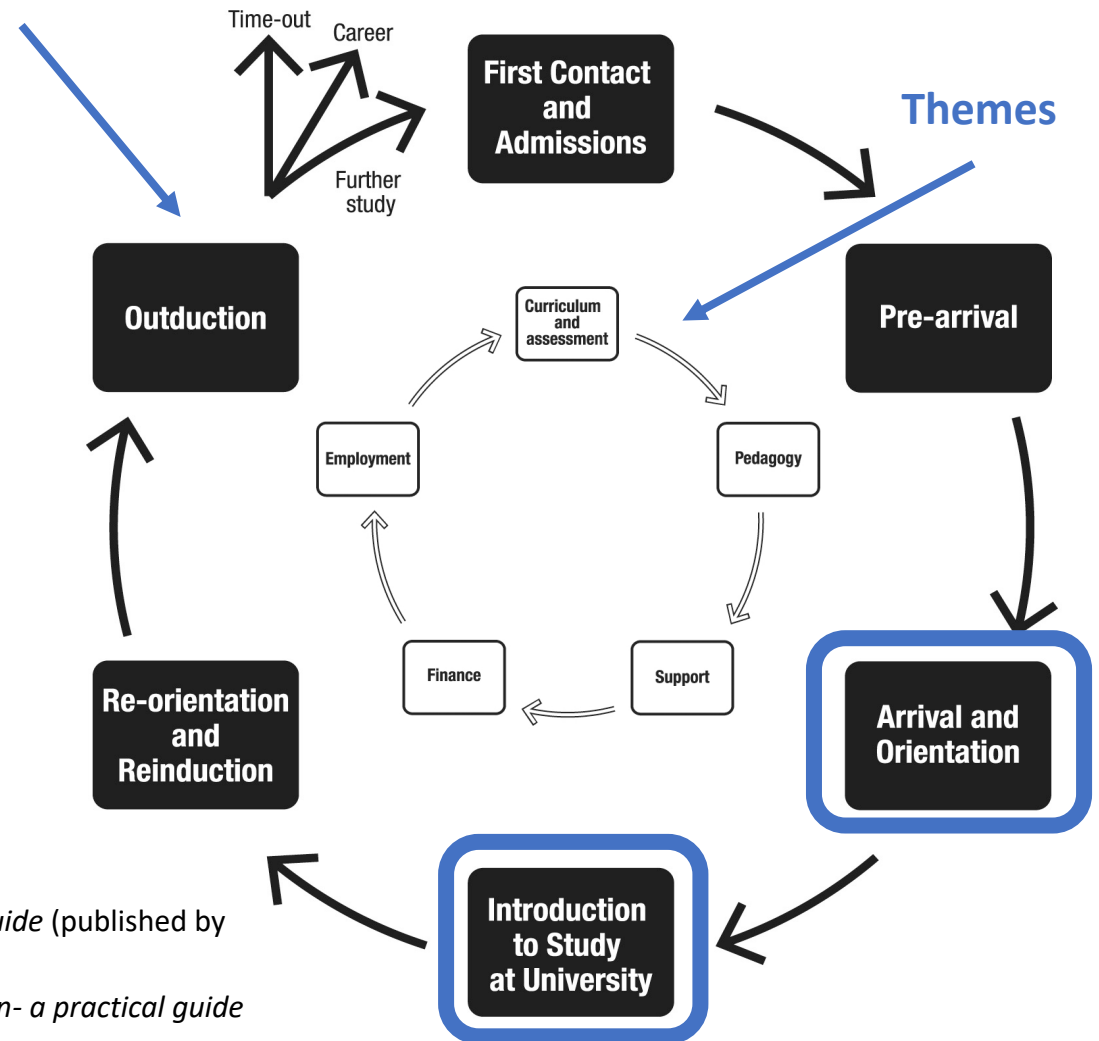 Time-out
Career
Further
study
First Contact
and
Admissions
Themes
Outduction
Pre-arrival
Curriculum
and
assessment
Employment
Pedagogy
Finance
Support
Re-orientation
and
Reinduction
Arrival and
Orientation
Introduction
to Study
at University
uide (published by
n- a practical guide